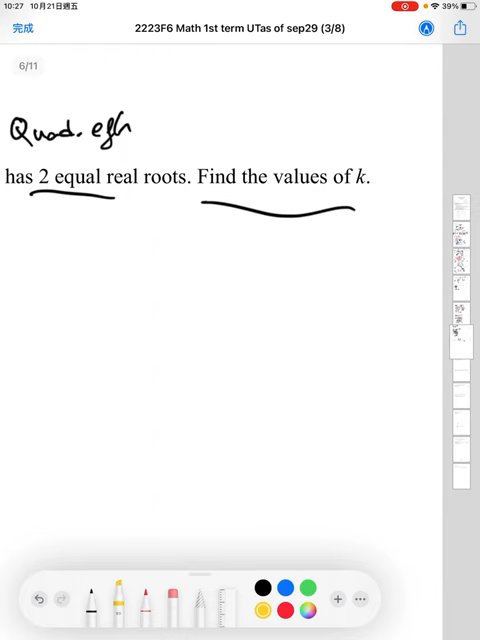 10:27 10月21日週五
39%
完成
2223F6 Math 1st term UTas of sep29 (3/8)
6/11
Quad. eqn
has 2 equal real roots. Find the values of k.